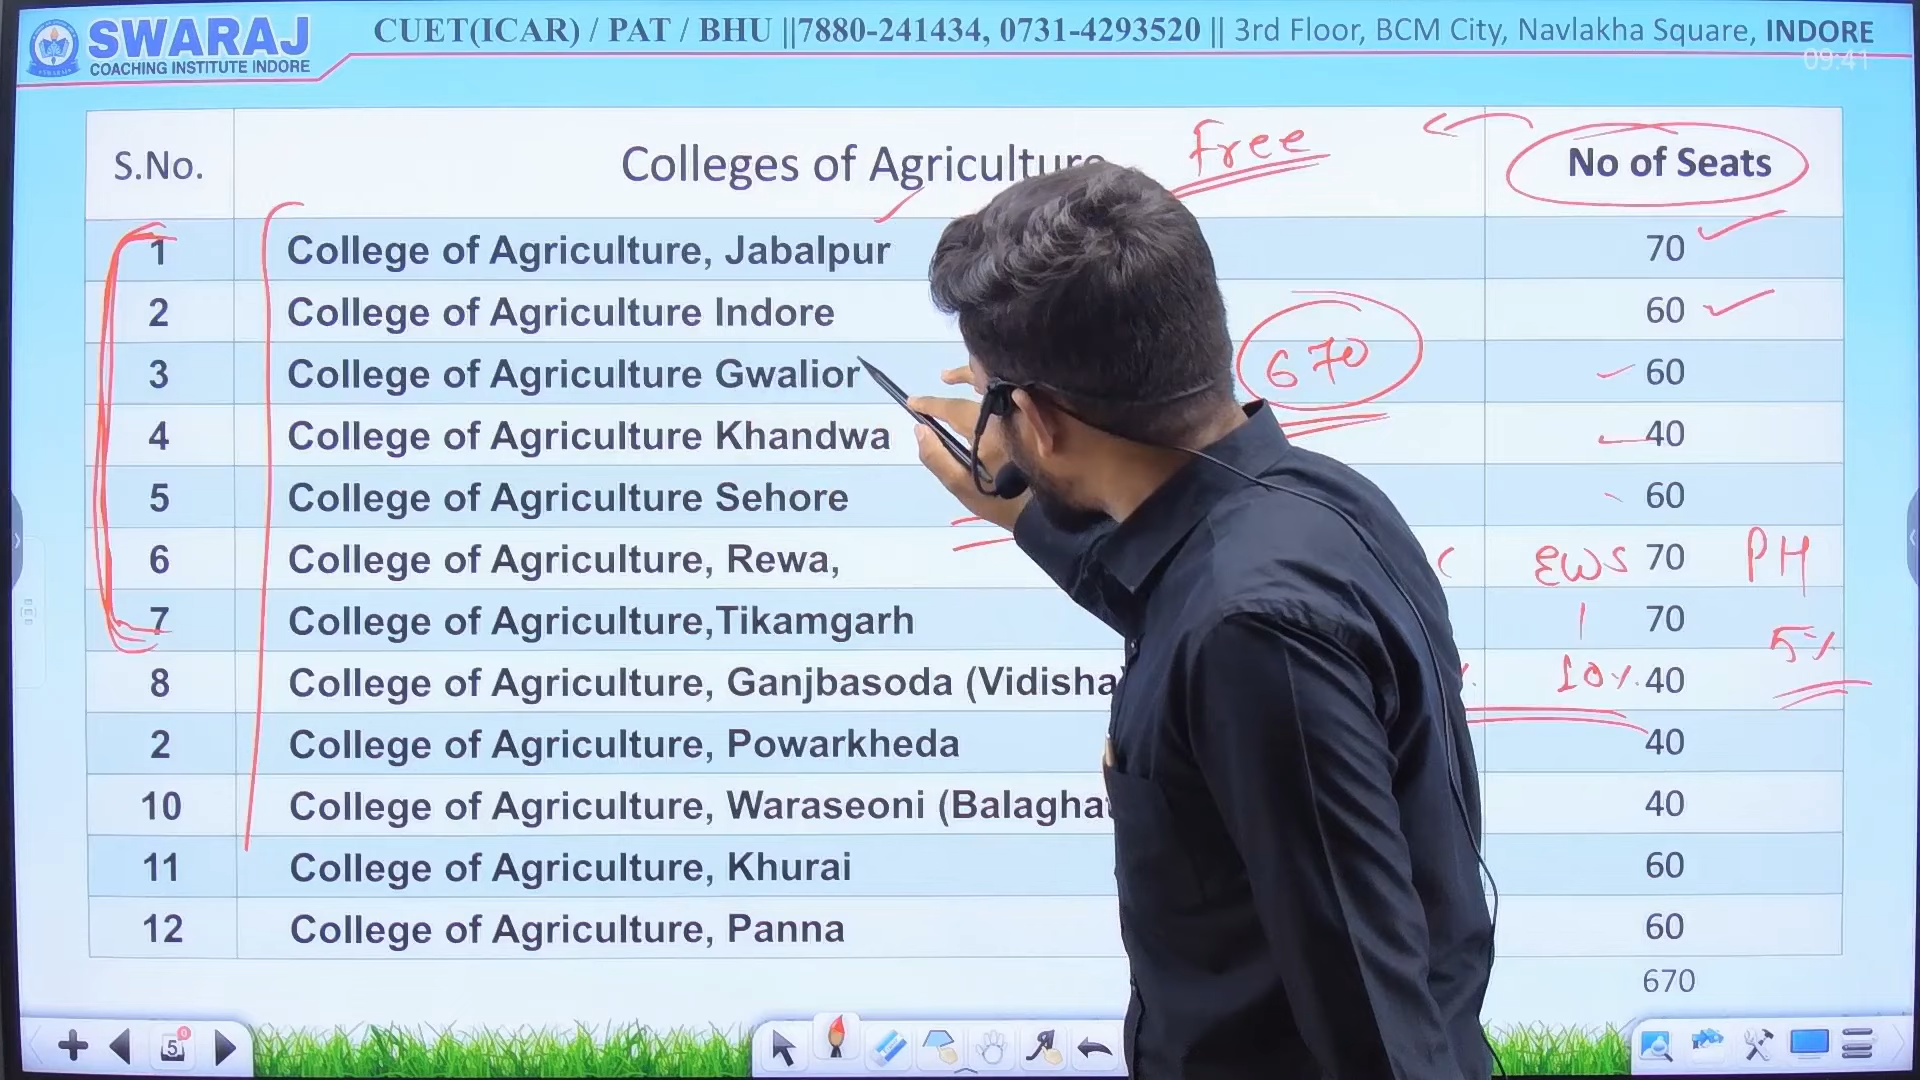 SWARAJ
COACHING INSTITUTE INDORE
CUET(ICAR) / PAT / BHU ||7880-241434, 0731-4293520 || 3rd Floor, BCM City, Navlakha Square, INDORE
09:41
S.No. Colleges of Agriculture Free No of Seats
1 College of Agriculture, Jabalpur 70
2 College of Agriculture Indore 60
3 College of Agriculture Gwalior 670 60
4 College of Agriculture Khandwa 40
5 College of Agriculture Sehore 60
6 College of Agriculture, Rewa, EWS 70 PH
7 College of Agriculture,Tikamgarh 70 5%
8 College of Agriculture, Ganjbasoda (Vidisha 10% 40
2 College of Agriculture, Powarkheda 40
10 College of Agriculture, Waraseoni 40
11 College of Agriculture, Khurai 60
12 College of Agriculture, Panna 60
670
5 0